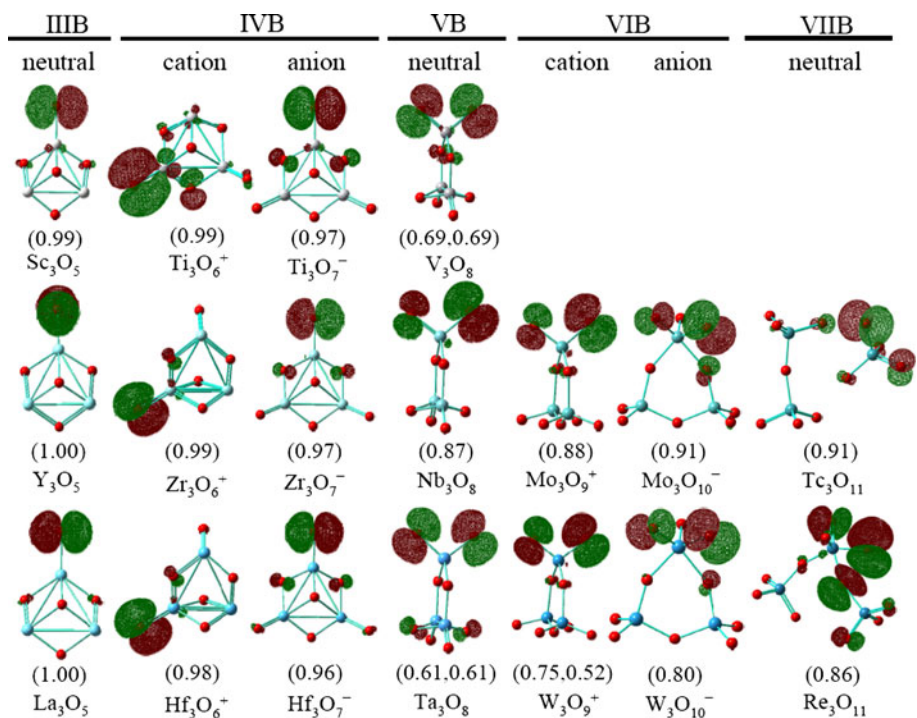 IIIB IVB VB VIB VIIB
neutral cation anion neutral cation anion neutral
(0.99) (0.99) (0.97) (0.69,0.69)
Sc₃O₅ Ti₃O₆⁺ Ti₃O₇⁻ V₃O₈
(1.00) (0.99) (0.97) (0.87) (0.88) (0.91) (0.91)
Y₃O₅ Zr₃O₆⁺ Zr₃O₇⁻ Nb₃O₈ Mo₃O₉⁺ Mo₃O₁₀⁻ Tc₃O₁₁
(1.00) (0.98) (0.96) (0.61,0.61) (0.75,0.52) (0.80) (0.86)
La₃O₅ Hf₃O₆⁺ Hf₃O₇⁻ Ta₃O₈ W₃O₉⁺ W₃O₁₀⁻ Re₃O₁₁